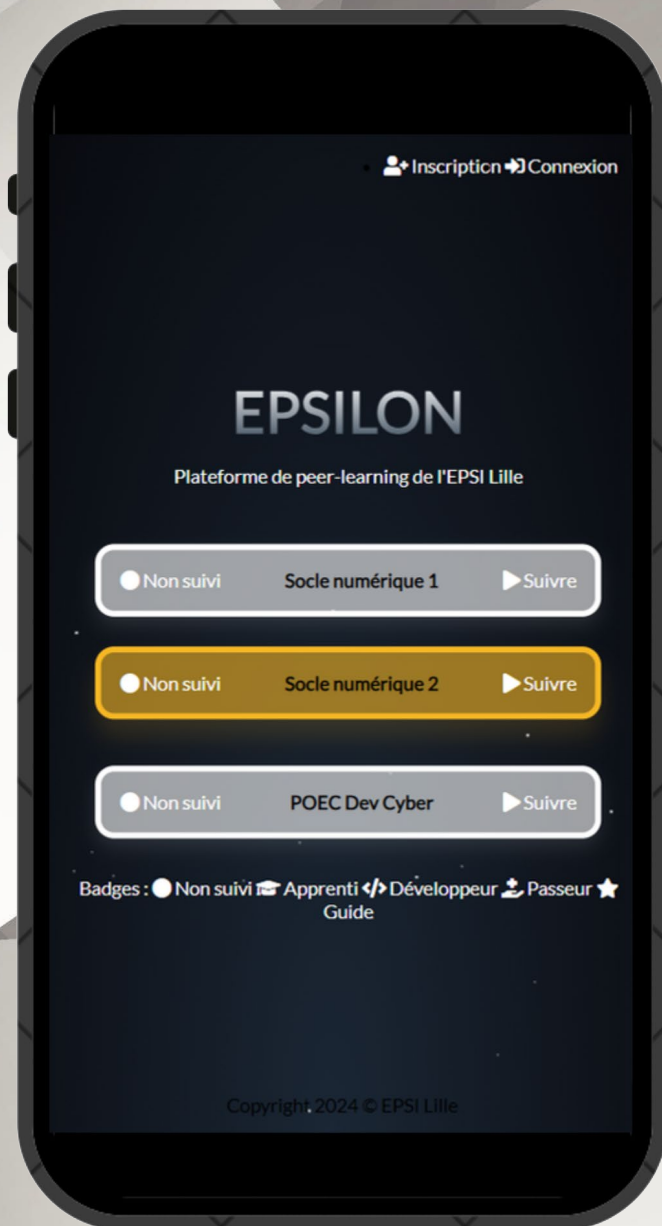 Inscription Connexion
EPSILON
Plateforme de peer-learning de l'EPSI Lille
Non suivi Socle numérique 1 Suivre
Non suivi Socle numérique 2 Suivre
Non suivi POEC Dev Cyber Suivre
Badges : Non suivi Apprenti Développeur Passeur
Guide
Copyright 2024 © EPSI Lille